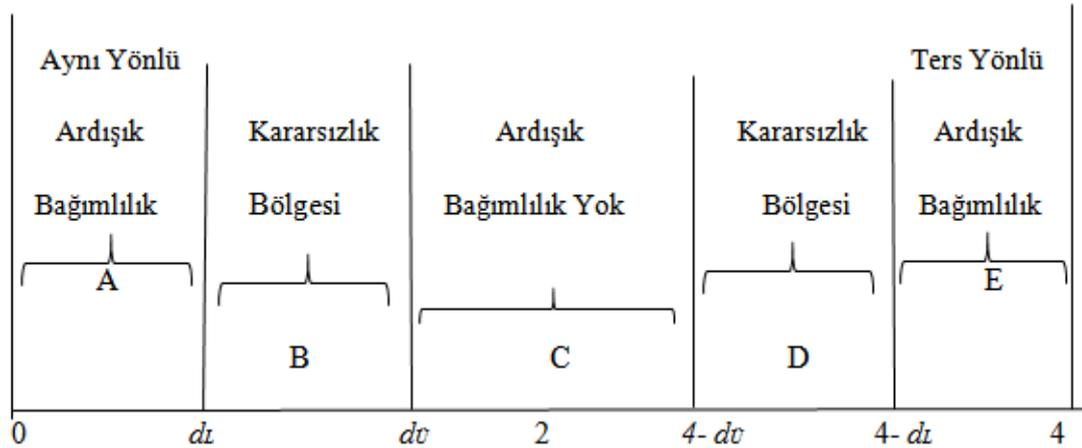 Aynı Yönlü Ters Yönlü
Ardışık Kararsızlık Ardışık Kararsızlık Ardışık
Bağımlılık Bölgesi Bağımlılık Yok Bölgesi Bağımlılık
A E
B C D
0 dL dU 2 4- dU 4- dL 4